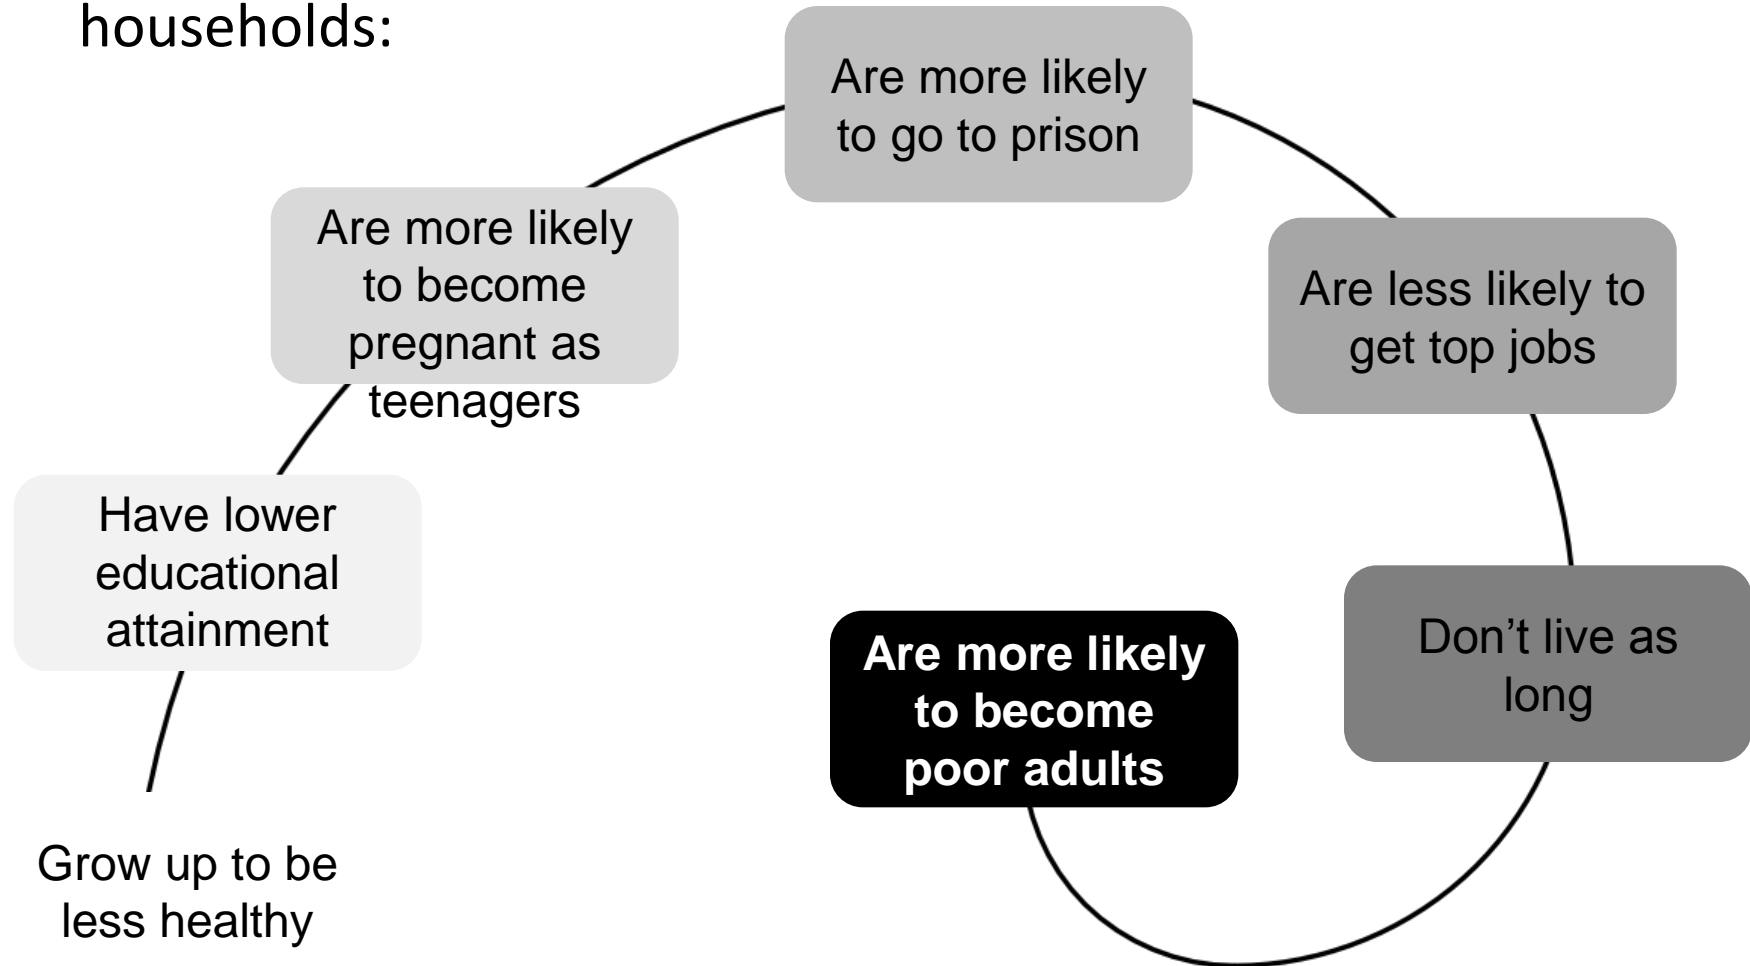 households:
Grow up to be
less healthy
Have lower
educational
attainment
Are more likely
to become
pregnant as
teenagers
Are more likely
to go to prison
Are less likely to
get top jobs
Don’t live as
long
Are more likely
to become
poor adults